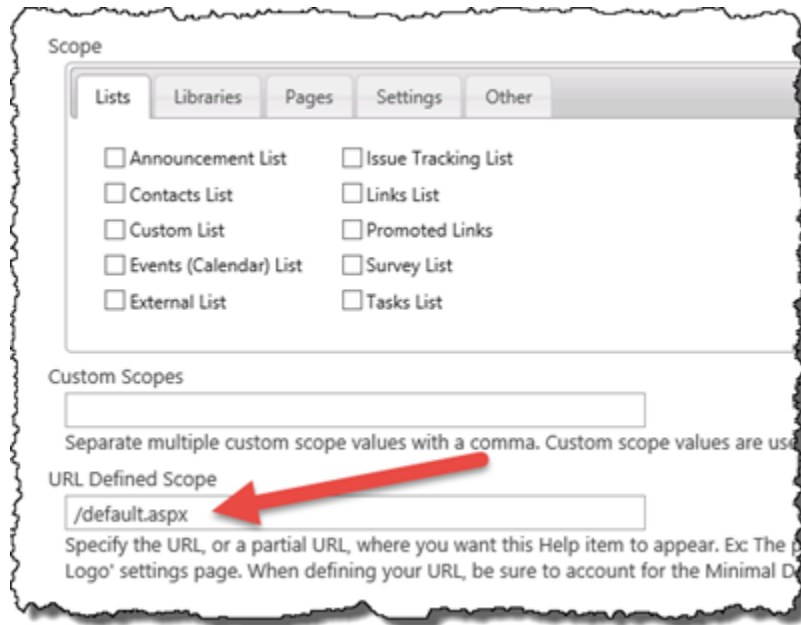 Scope
Lists Libraries Pages Settings Other
Announcement List Issue Tracking List
Contacts List Links List
Custom List Promoted Links
Events (Calendar) List Survey List
External List Tasks List
Custom Scopes
Separate multiple custom scope values with a comma. Custom scope values are use
URL Defined Scope
/default.aspx
Specify the URL, or a partial URL, where you want this Help item to appear. Ex: The p
Logo' settings page. When defining your URL, be sure to account for the Minimal D